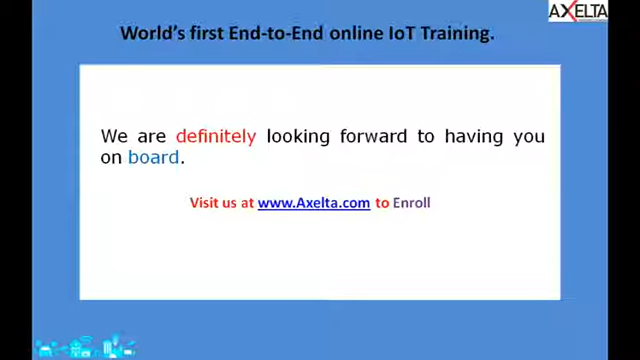 AXELTA
World's first End-to-End online IoT Training.
We are definitely looking forward to having you
on board.
Visit us at www.Axelta.com to Enroll